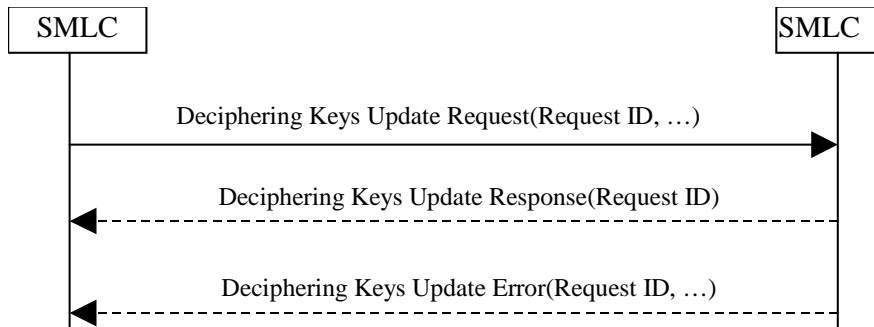 SMLC
SMLC
Deciphering Keys Update Request(Request ID, …)
Deciphering Keys Update Response(Request ID)
Deciphering Keys Update Error(Request ID, …)